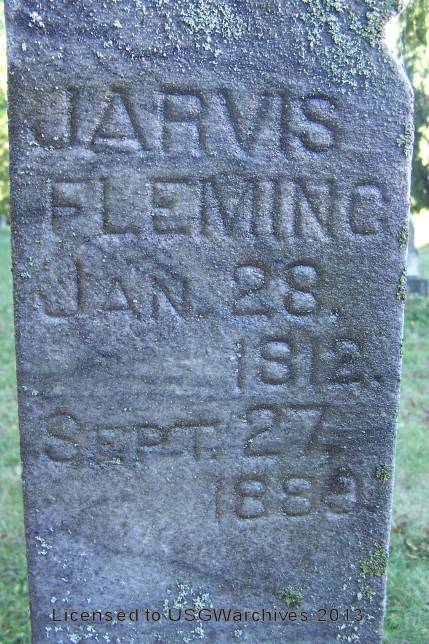 JARVIS
FLEMING
JAN. 28.
1812.
SEPT. 27,
1889.
Licensed to USGWarchives 2013